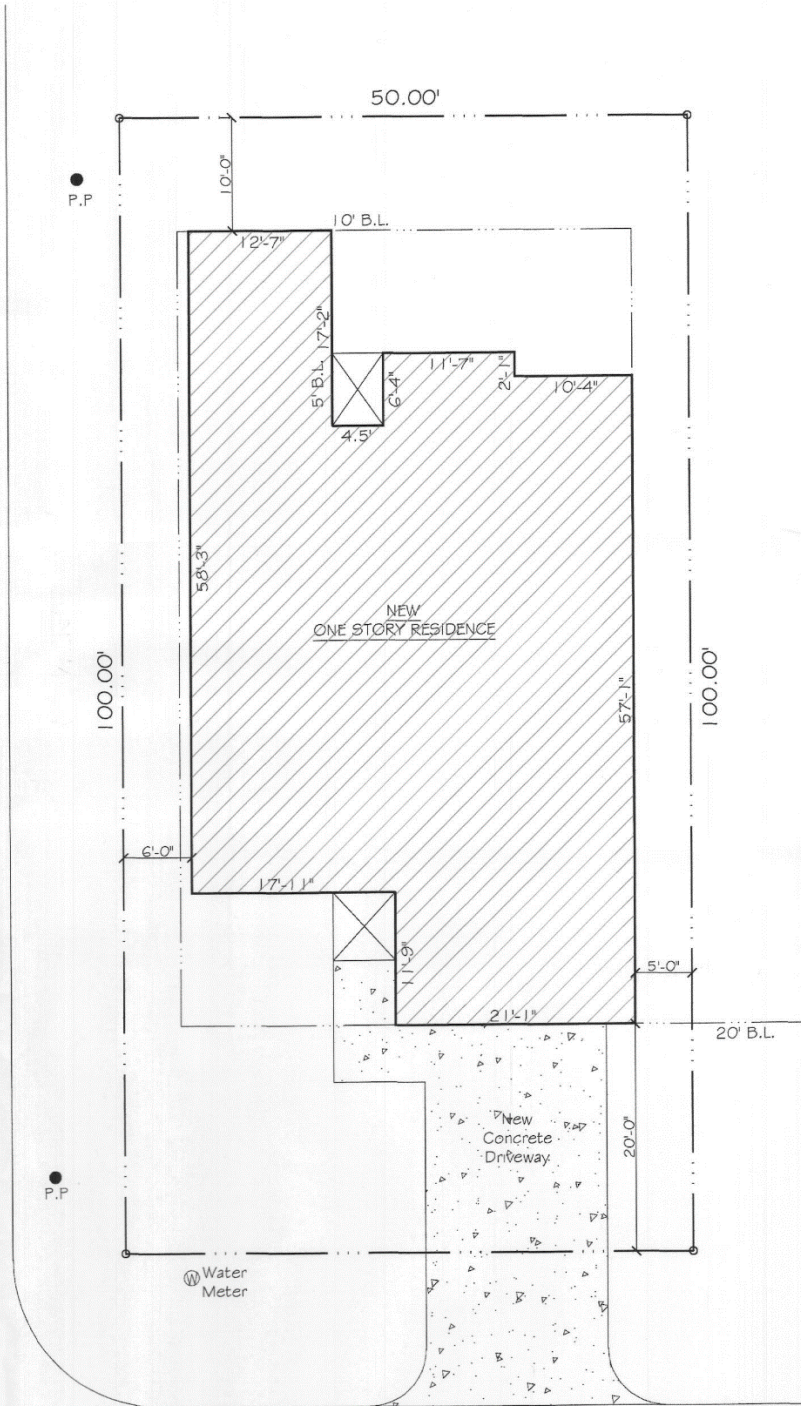 50.00'
10'-0"
P.P
10' B.L.
12'-7"
17'-2"
5' B.L.
6'-4"
11'-7"
2'-1"
10'-4"
4.5'
58'-3"
NEW
ONE STORY RESIDENCE
100.00'
57'-1"
100.00'
6'-0"
17'-11"
11'-9"
5'-0"
21'-1"
20' B.L.
New
Concrete
Driveway
20'-0"
P.P
W
Water
Meter